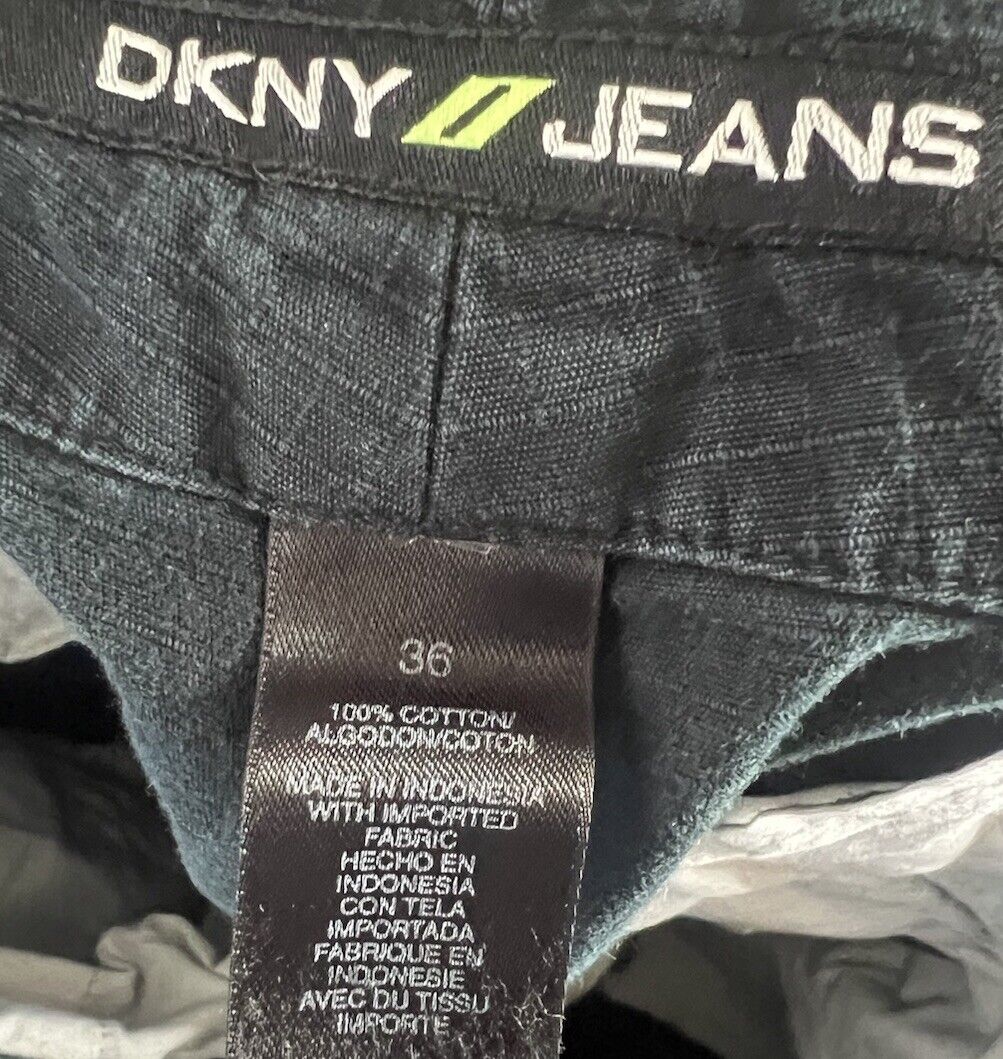 DKNY JEANS
36
100% COTTON/
ALGODON/COTON
MADE IN INDONESIA
WITH IMPORTED
FABRIC
HECHO EN
INDONESIA
CON TELA
IMPORTADA
FABRIQUE EN
INDONESIE
AVEC DU TISSU
IMPORTE